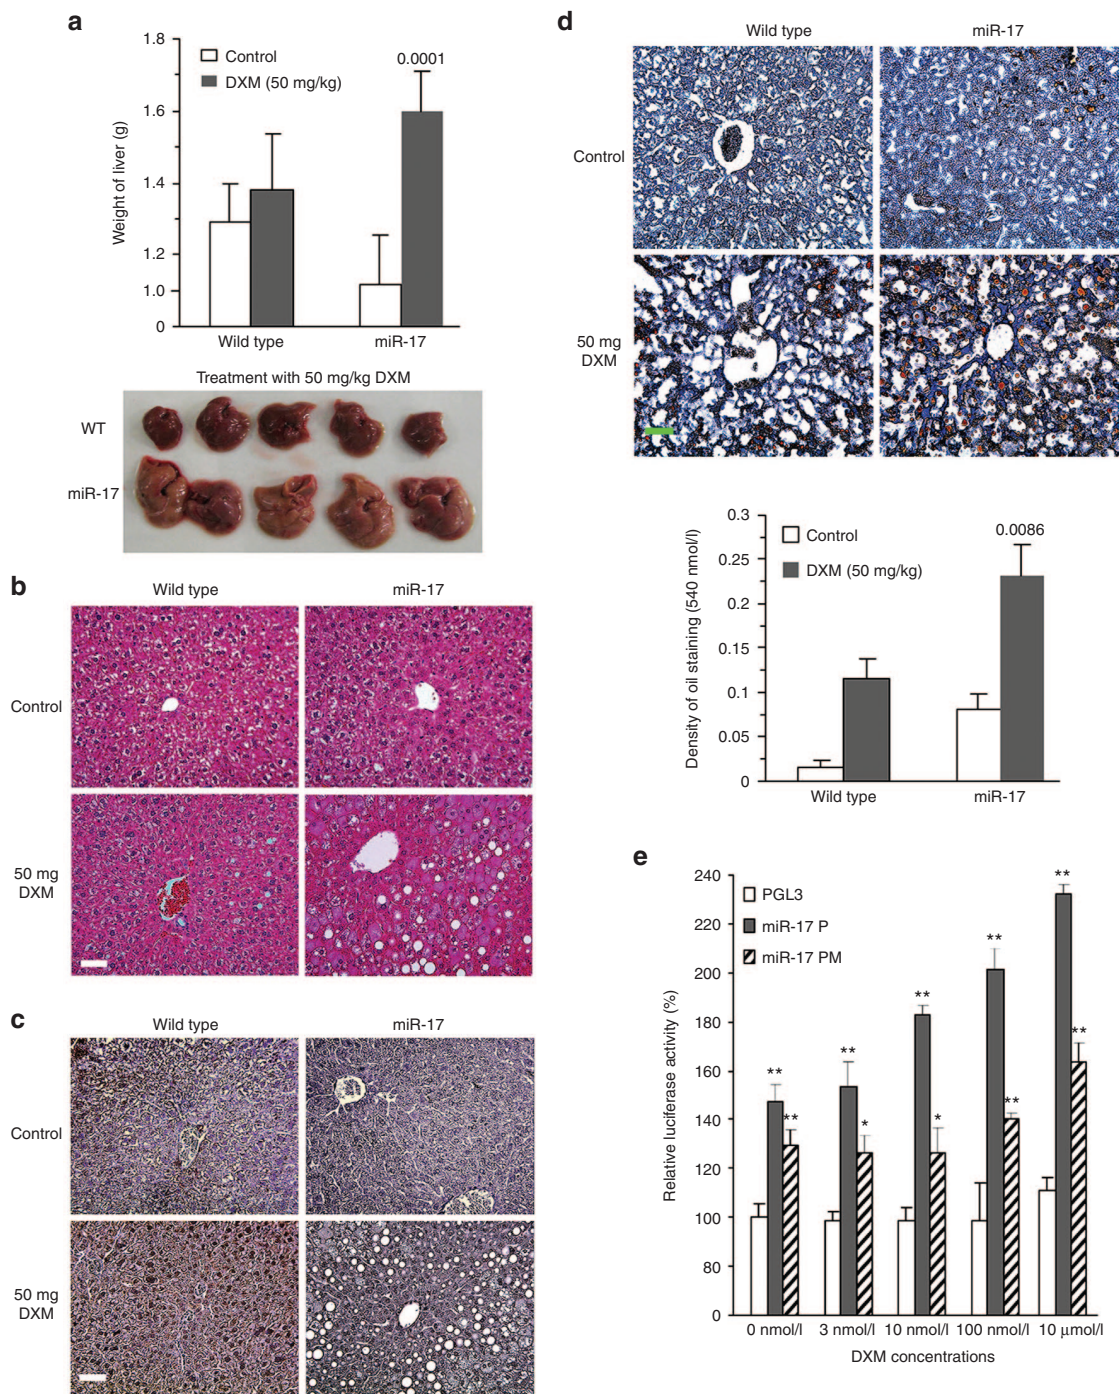 a
1.8
1.6
1.4
1.2
1.0
0
Weight of liver (g)
Control
DXM (50 mg/kg)
0.0001
Wild type
miR-17
Treatment with 50 mg/kg DXM
WT
miR-17
b
Wild type
miR-17
Control
50 mg
DXM
c
Wild type
miR-17
Control
50 mg
DXM
d
Wild type
miR-17
Control
50 mg
DXM
0.3
0.25
0.2
0.15
0.1
0.05
0
Density of oil staining (540 nmol/l)
Control
DXM (50 mg/kg)
0.0086
Wild type
miR-17
e
240
220
200
180
160
140
120
100
80
0
Relative luciferase activity (%)
PGL3
miR-17 P
miR-17 PM
**
**
**
*
**
*
**
**
**
**
0 nmol/l
3 nmol/l
10 nmol/l
100 nmol/l
10 μmol/l
DXM concentrations